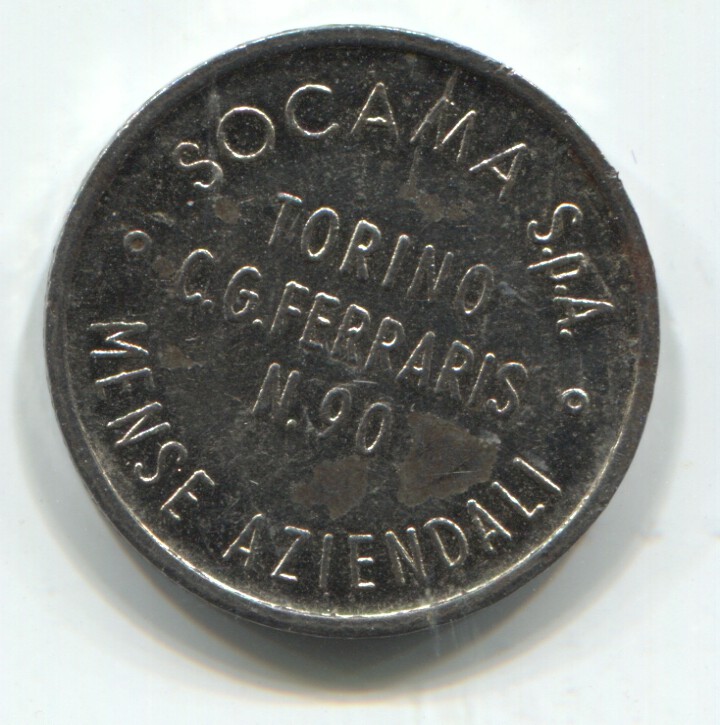 SOCAMA S.p.A.
TORINO
C.G.FERRARIS
N.90
MENSE AZIENDALI